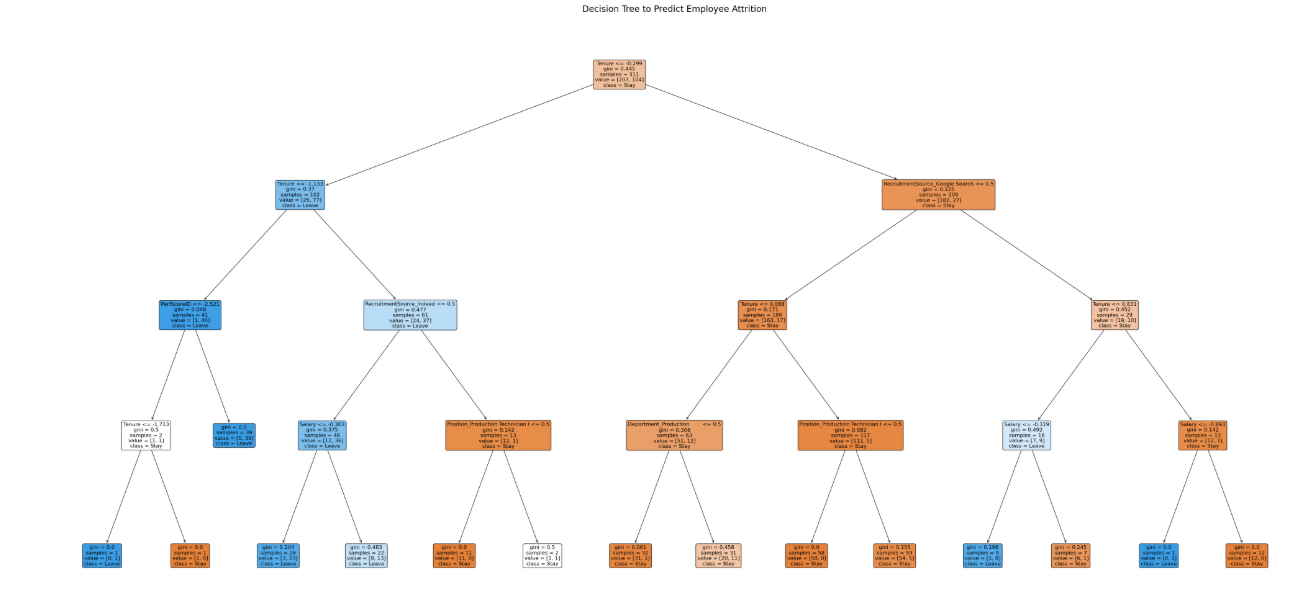 Decision Tree to Predict Employee Attrition
Tenure <= -0.299
gini = 0.445
samples = 311
value = [207, 104]
class = Stay
Tenure <= -1.133
gini = 0.37
samples = 102
value = [25, 77]
class = Leave
RecruitmentSource_Google Search <= 0.5
gini = 0.225
samples = 209
value = [182, 27]
class = Stay
PerfScoreID <= -2.521
gini = 0.048
samples = 41
value = [1, 40]
class = Leave
RecruitmentSource_Indeed <= 0.5
gini = 0.477
samples = 61
value = [24, 37]
class = Leave
Tenure <= 0.088
gini = 0.171
samples = 180
value = [163, 17]
class = Stay
Tenure <= 0.631
gini = 0.452
samples = 29
value = [19, 10]
class = Stay
Tenure <= -1.713
gini = 0.5
samples = 2
value = [1, 1]
class = Stay
gini = 0.0
samples = 39
value = [0, 39]
class = Leave
Salary <= -0.303
gini = 0.375
samples = 48
value = [12, 36]
class = Leave
Position_Production Technician I <= 0.5
gini = 0.142
samples = 13
value = [12, 1]
class = Stay
Department_Production <= 0.5
gini = 0.308
samples = 63
value = [51, 12]
class = Stay
Position_Production Technician I <= 0.5
gini = 0.082
samples = 117
value = [112, 5]
class = Stay
Salary <= -0.319
gini = 0.492
samples = 16
value = [7, 9]
class = Leave
Salary <= -0.893
gini = 0.142
samples = 13
value = [12, 1]
class = Stay
gini = 0.0
samples = 1
value = [0, 1]
class = Leave
gini = 0.0
samples = 1
value = [1, 0]
class = Stay
gini = 0.204
samples = 26
value = [3, 23]
class = Leave
gini = 0.483
samples = 22
value = [9, 13]
class = Leave
gini = 0.0
samples = 11
value = [11, 0]
class = Stay
gini = 0.5
samples = 2
value = [1, 1]
class = Stay
gini = 0.061
samples = 32
value = [31, 1]
class = Stay
gini = 0.458
samples = 31
value = [20, 11]
class = Stay
gini = 0.0
samples = 58
value = [58, 0]
class = Stay
gini = 0.155
samples = 59
value = [54, 5]
class = Stay
gini = 0.198
samples = 9
value = [1, 8]
class = Leave
gini = 0.245
samples = 7
value = [6, 1]
class = Stay
gini = 0.0
samples = 1
value = [0, 1]
class = Leave
gini = 0.0
samples = 12
value = [12, 0]
class = Stay